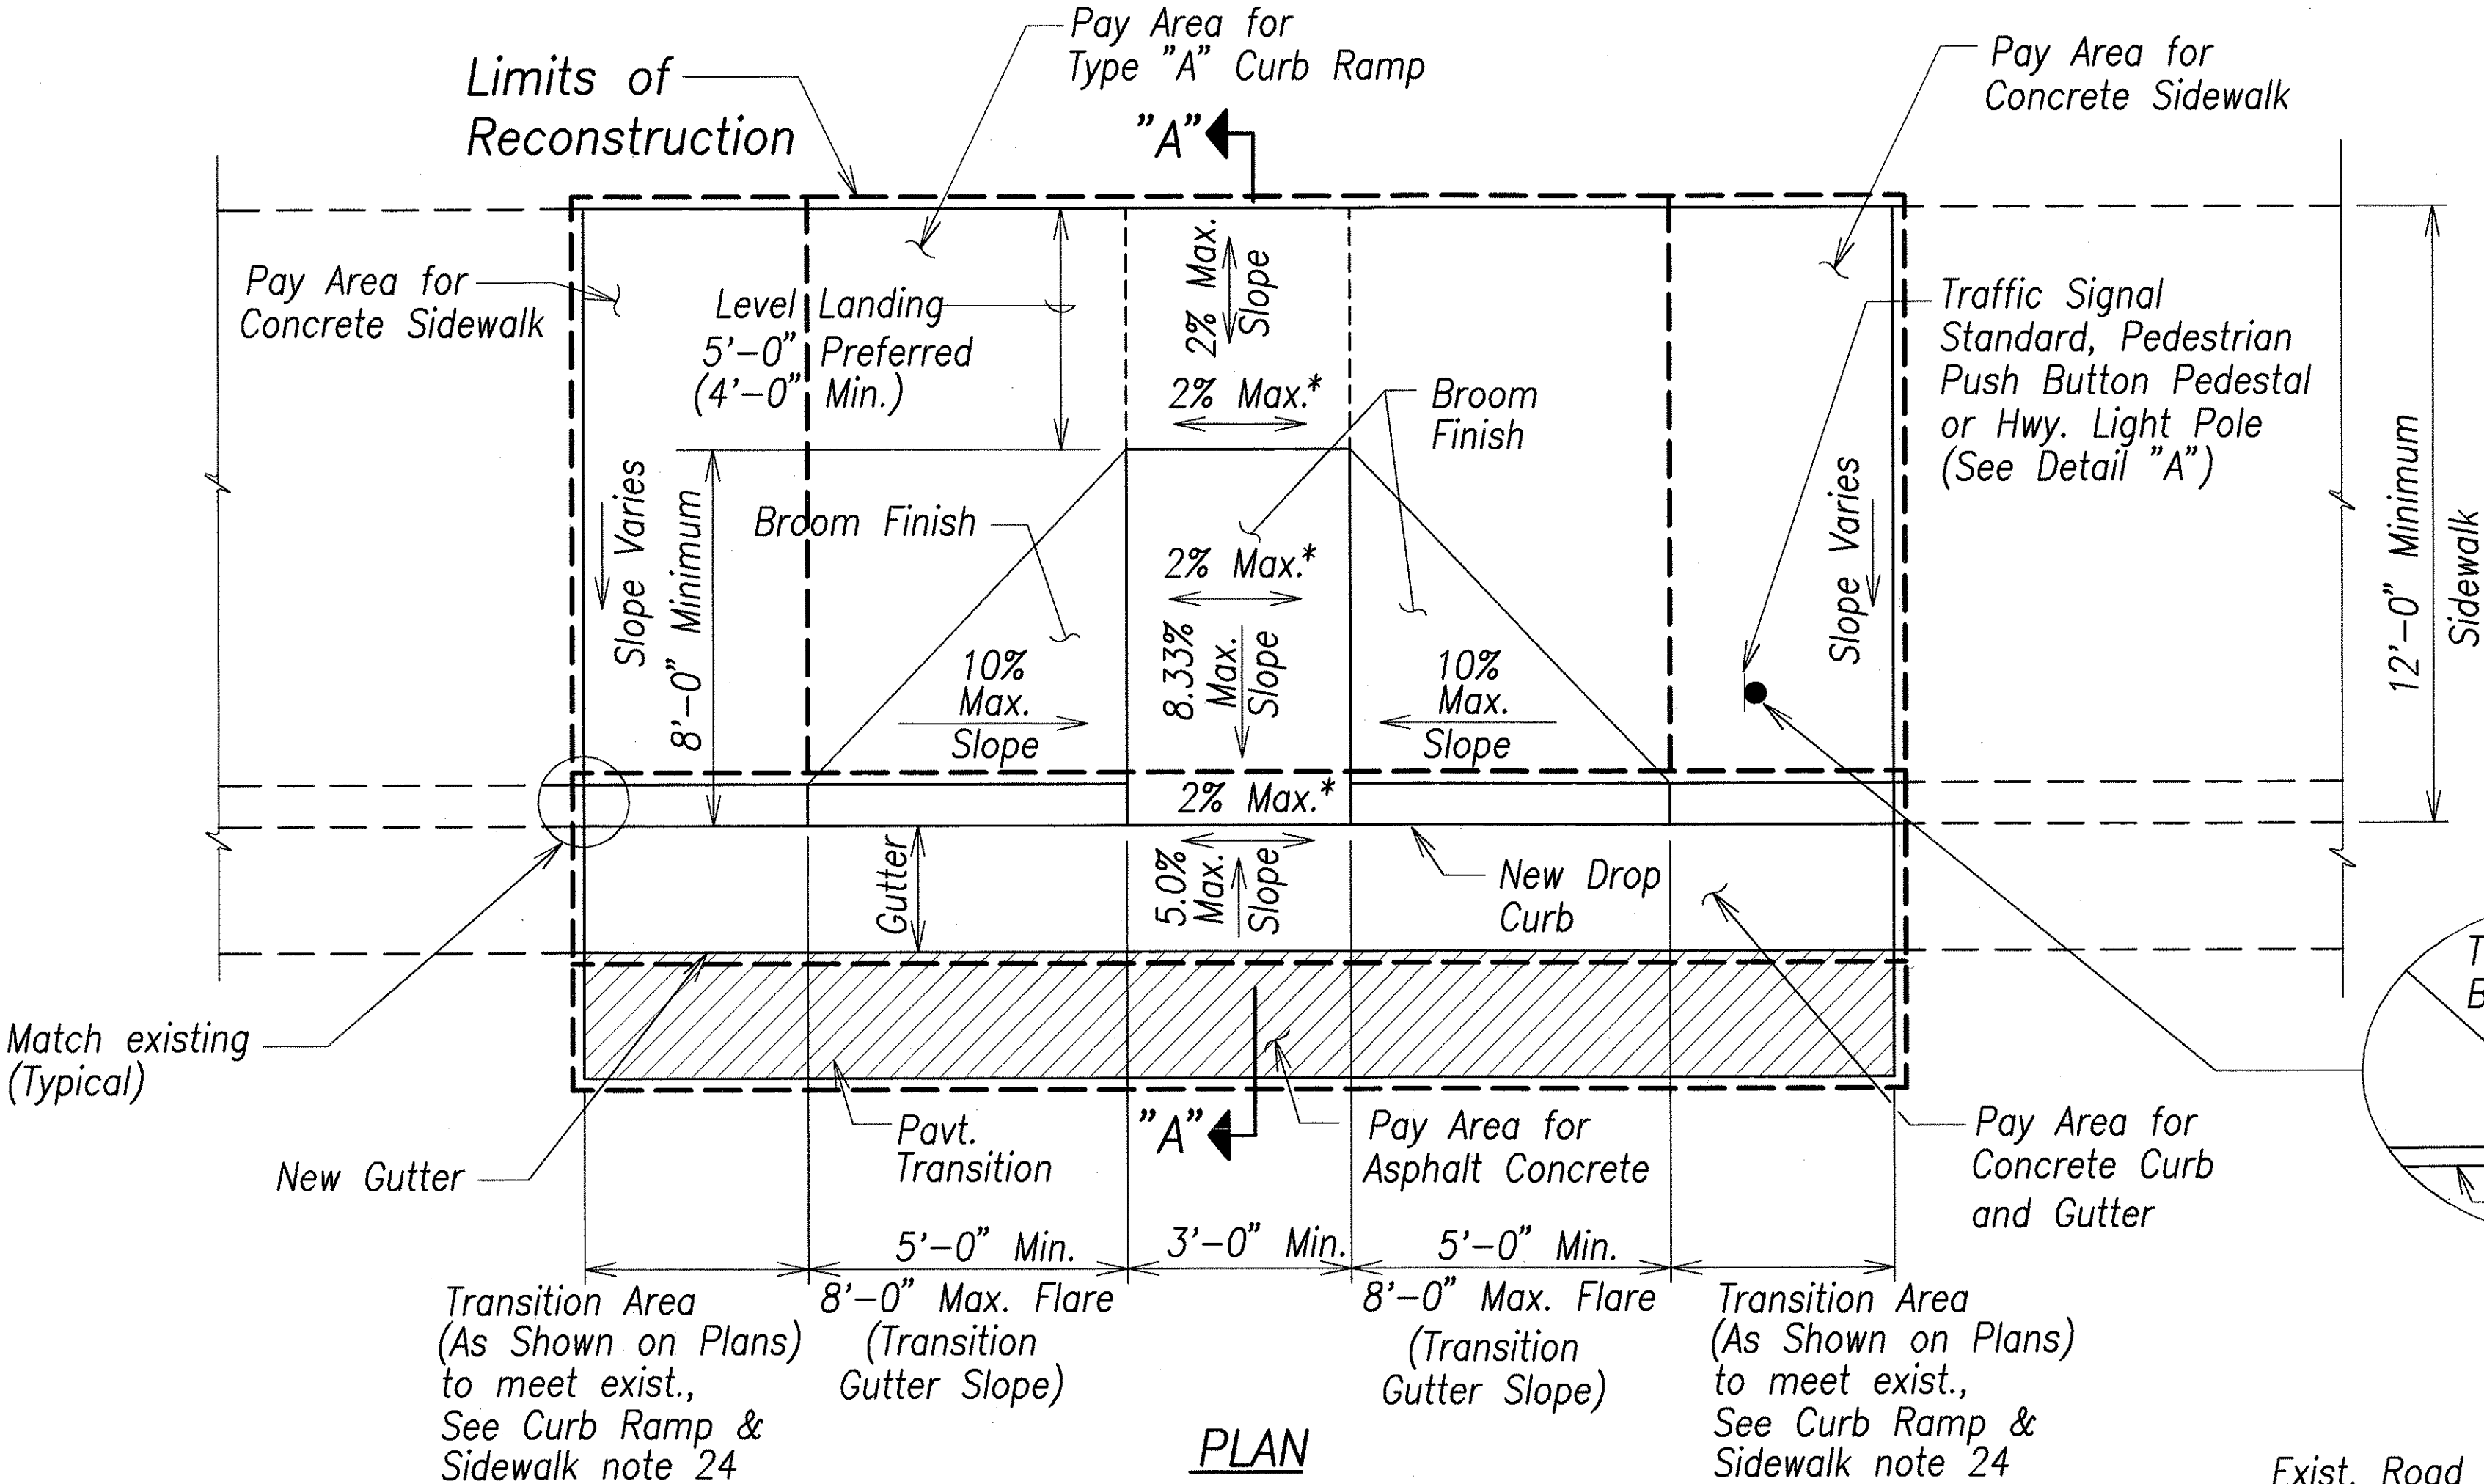 Pay Area for
Type "A" Curb Ramp
Limits of
Reconstruction
"A"
Pay Area for
Concrete Sidewalk
Pay Area for
Concrete Sidewalk
Level Landing
5'-0" Preferred
(4'-0" Min.)
2% Max.
Slope
2% Max.*
Broom
Finish
Traffic Signal
Standard, Pedestrian
Push Button Pedestal
or Hwy. Light Pole
(See Detail "A")
12'-0" Minimum
Sidewalk
Slope Varies
8'-0" Minimum
Broom Finish
2% Max.*
8.33%
Max.
Slope
10%
Max.
Slope
10%
Max.
Slope
Slope Varies
2% Max.*
Gutter
5.0%
Max.
Slope
New Drop
Curb
T
B
Match existing
(Typical)
New Gutter
Pavt.
Transition
"A"
Pay Area for
Asphalt Concrete
Pay Area for
Concrete Curb
and Gutter
5'-0" Min.
8'-0" Max. Flare
(Transition
Gutter Slope)
3'-0" Min.
5'-0" Min.
8'-0" Max. Flare
(Transition
Gutter Slope)
Transition Area
(As Shown on Plans)
to meet exist.,
See Curb Ramp &
Sidewalk note 24
Transition Area
(As Shown on Plans)
to meet exist.,
See Curb Ramp &
Sidewalk note 24
PLAN
Exist. Road